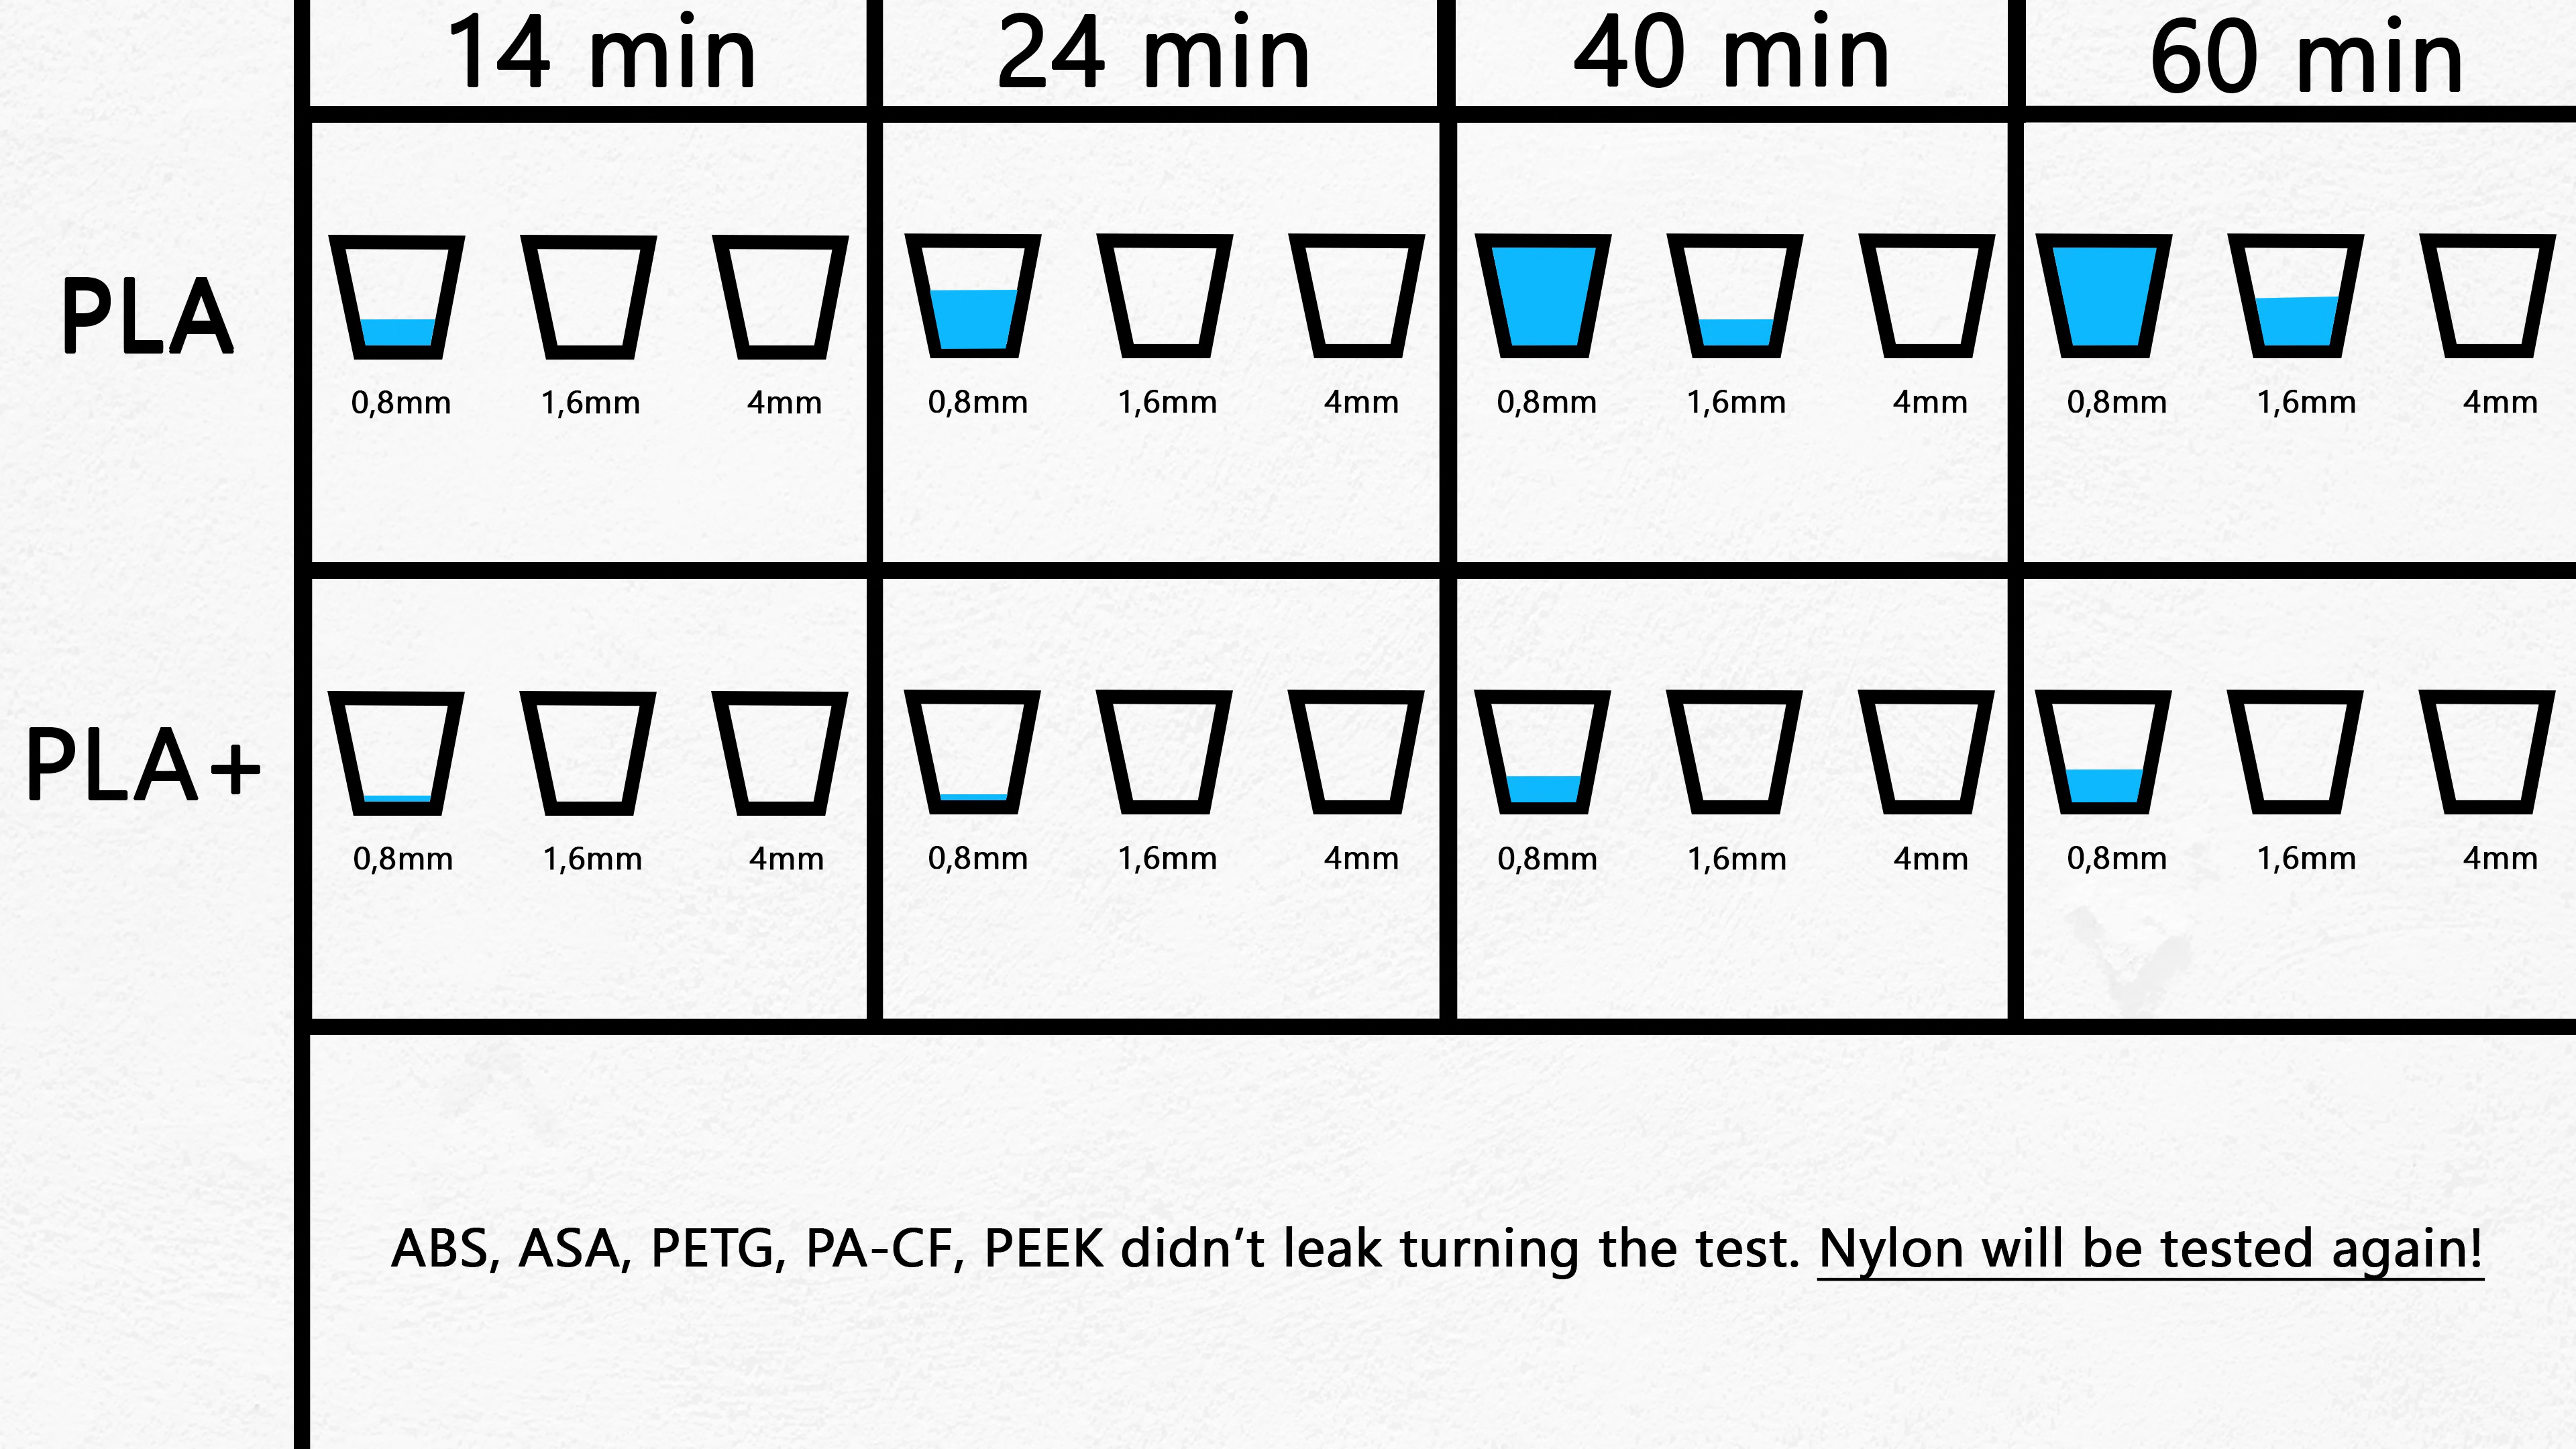 14 min 24 min 40 min 60 min
PLA
0,8mm 1,6mm 4mm 0,8mm 1,6mm 4mm 0,8mm 1,6mm 4mm 0,8mm 1,6mm 4mm
PLA+
0,8mm 1,6mm 4mm 0,8mm 1,6mm 4mm 0,8mm 1,6mm 4mm 0,8mm 1,6mm 4mm
ABS, ASA, PETG, PA-CF, PEEK didn’t leak turning the test. Nylon will be tested again!